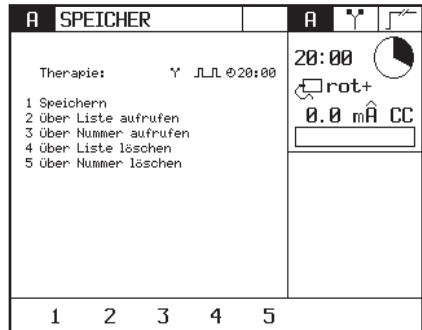 A SPEICHER
Therapie: 20:00
1 Speichern
2 über Liste aufrufen
3 über Nummer aufrufen
4 über Liste löschen
5 über Nummer löschen
1 2 3 4 5
A
20:00
rot+
0.0 mÂ CC